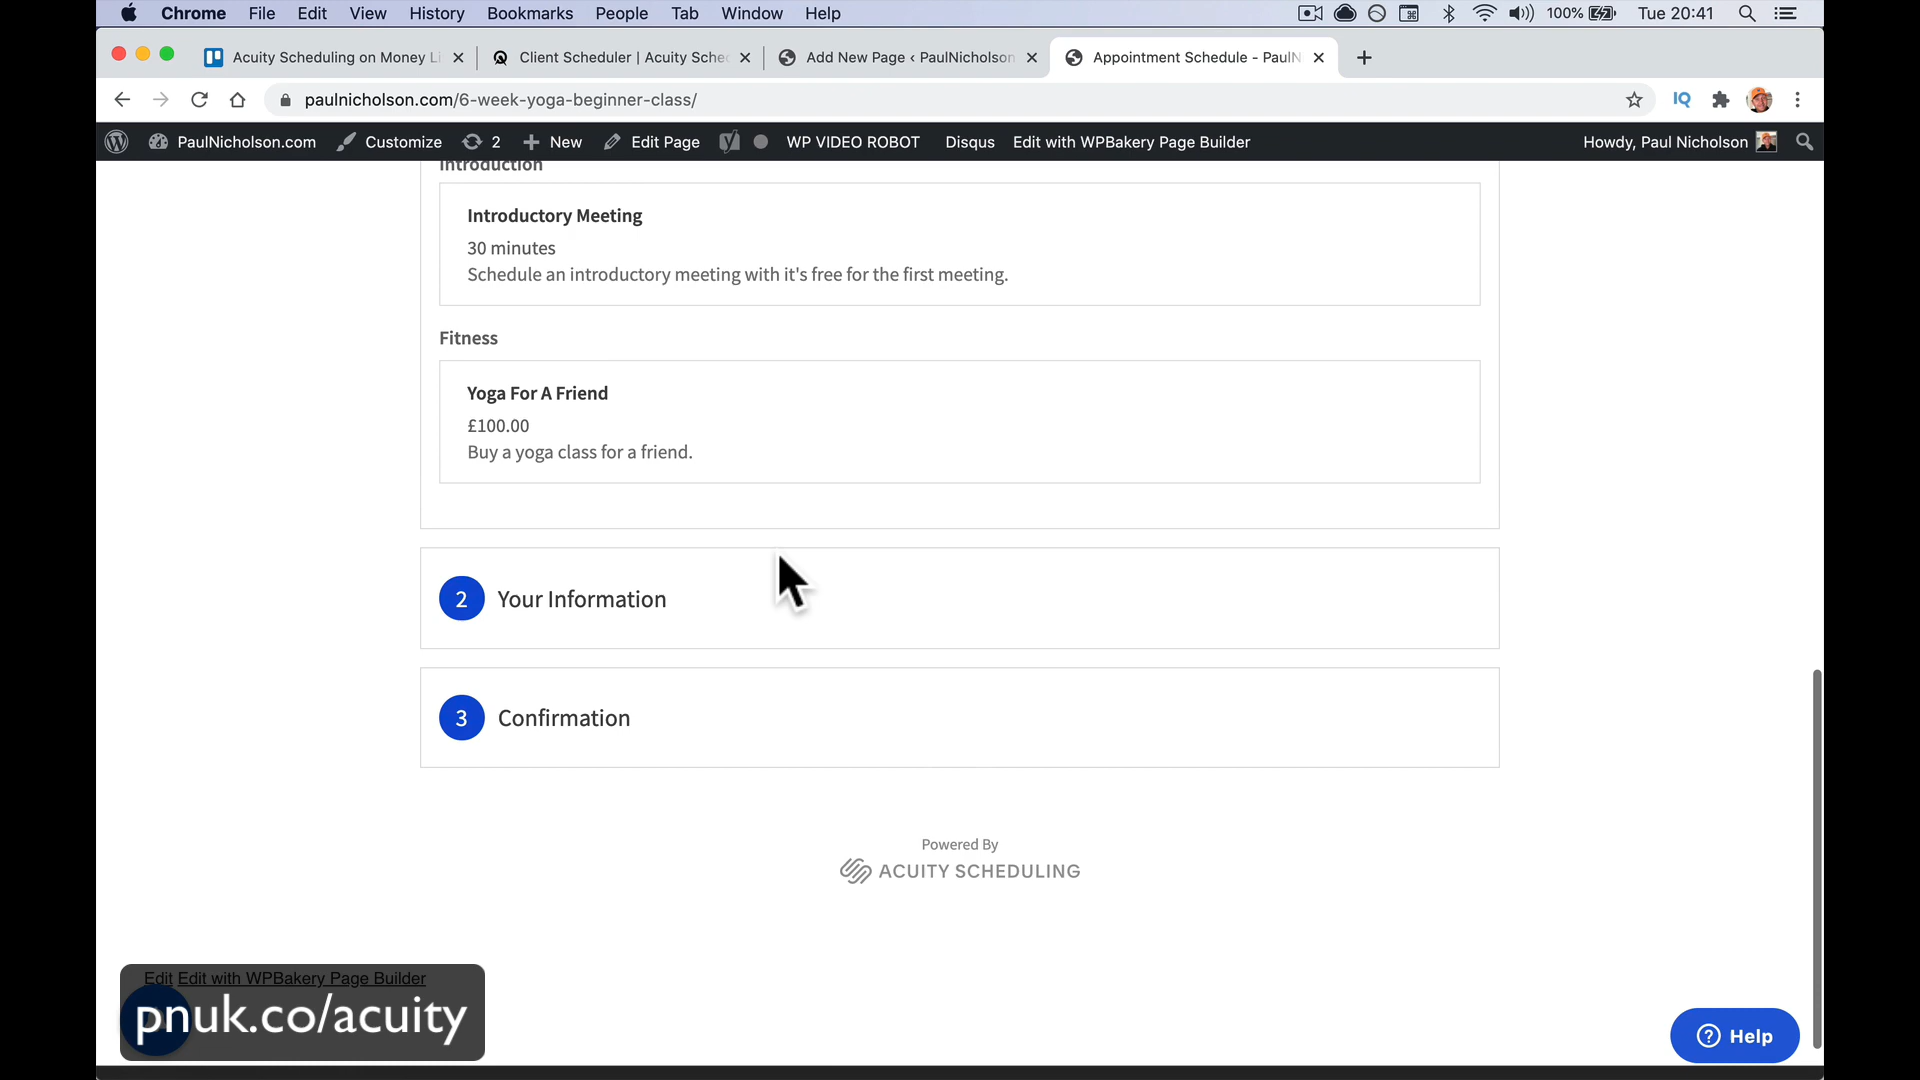 Chrome File Edit View History Bookmarks People Tab Window Help 100% Tue 20:41
Acuity Scheduling on Money Li Client Scheduler | Acuity Sched Add New Page ‹ PaulNicholson Appointment Schedule - PaulN
paulnicholson.com/6-week-yoga-beginner-class/ IQ
PaulNicholson.com Customize 2 New Edit Page WP VIDEO ROBOT Disqus Edit with WPBakery Page Builder Howdy, Paul Nicholson
Introduction
Introductory Meeting
30 minutes
Schedule an introductory meeting with it's free for the first meeting.
Fitness
Yoga For A Friend
£100.00
Buy a yoga class for a friend.
2 Your Information
3 Confirmation
Powered By
ACUITY SCHEDULING
Edit Edit with WPBakery Page Builder
pnuk.co/acuity
? Help